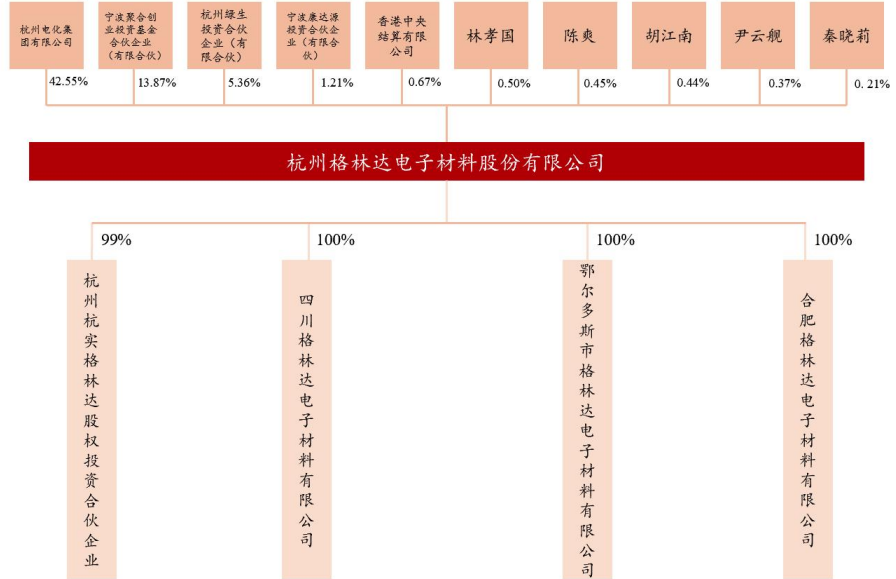 杭州电化集
团有限公司
宁波聚合创
业投资基金
合伙企业
（有限合伙）
杭州绿生
投资合伙
企业（有
限合伙）
宁波康达源
投资合伙企
业（有限合
伙）
香港中央
结算有限
公司
林孝国
陈爽
胡江南
尹云舰
秦晓莉
42.55%
13.87%
5.36%
1.21%
0.67%
0.50%
0.45%
0.44%
0.37%
0. 21%
杭州格林达电子材料股份有限公司
99%
100%
100%
100%
杭州杭实格林达股权投资合伙企业
四川格林达电子材料有限公司
鄂尔多斯市格林达电子材料有限公司
合肥格林达电子材料有限公司